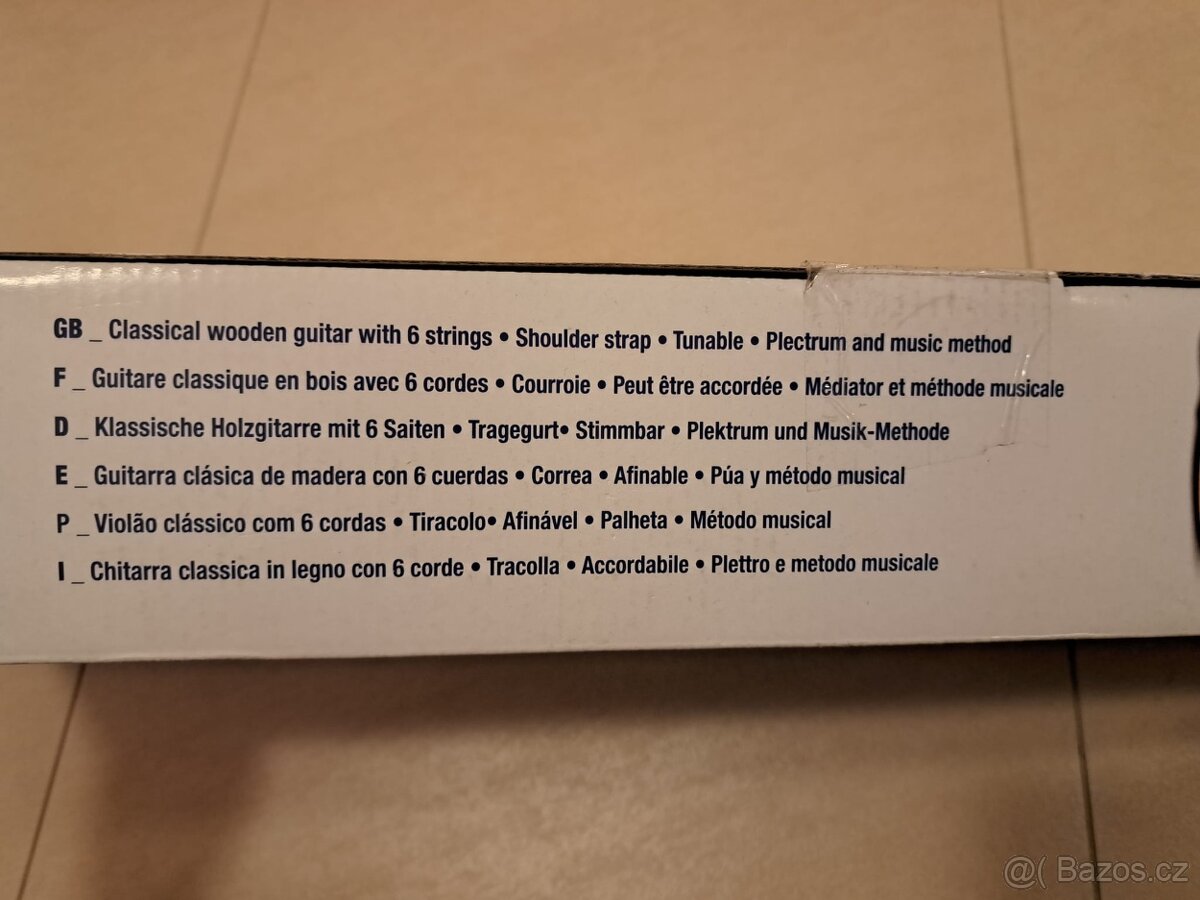 GB _ Classical wooden guitar with 6 strings • Shoulder strap • Tunable • Plectrum and music method
F _ Guitare classique en bois avec 6 cordes • Courroie • Peut être accordée • Médiator et méthode musicale
D _ Klassische Holzgitarre mit 6 Saiten • Tragegurt• Stimmbar • Plektrum und Musik-Methode
E _ Guitarra clásica de madera con 6 cuerdas • Correa • Afinable • Púa y método musical
P _ Violão clássico com 6 cordas • Tiracolo• Afinável • Palheta • Método musical
I _ Chitarra classica in legno con 6 corde • Tracolla • Accordabile • Plettro e metodo musicale
@( Bazos.cz